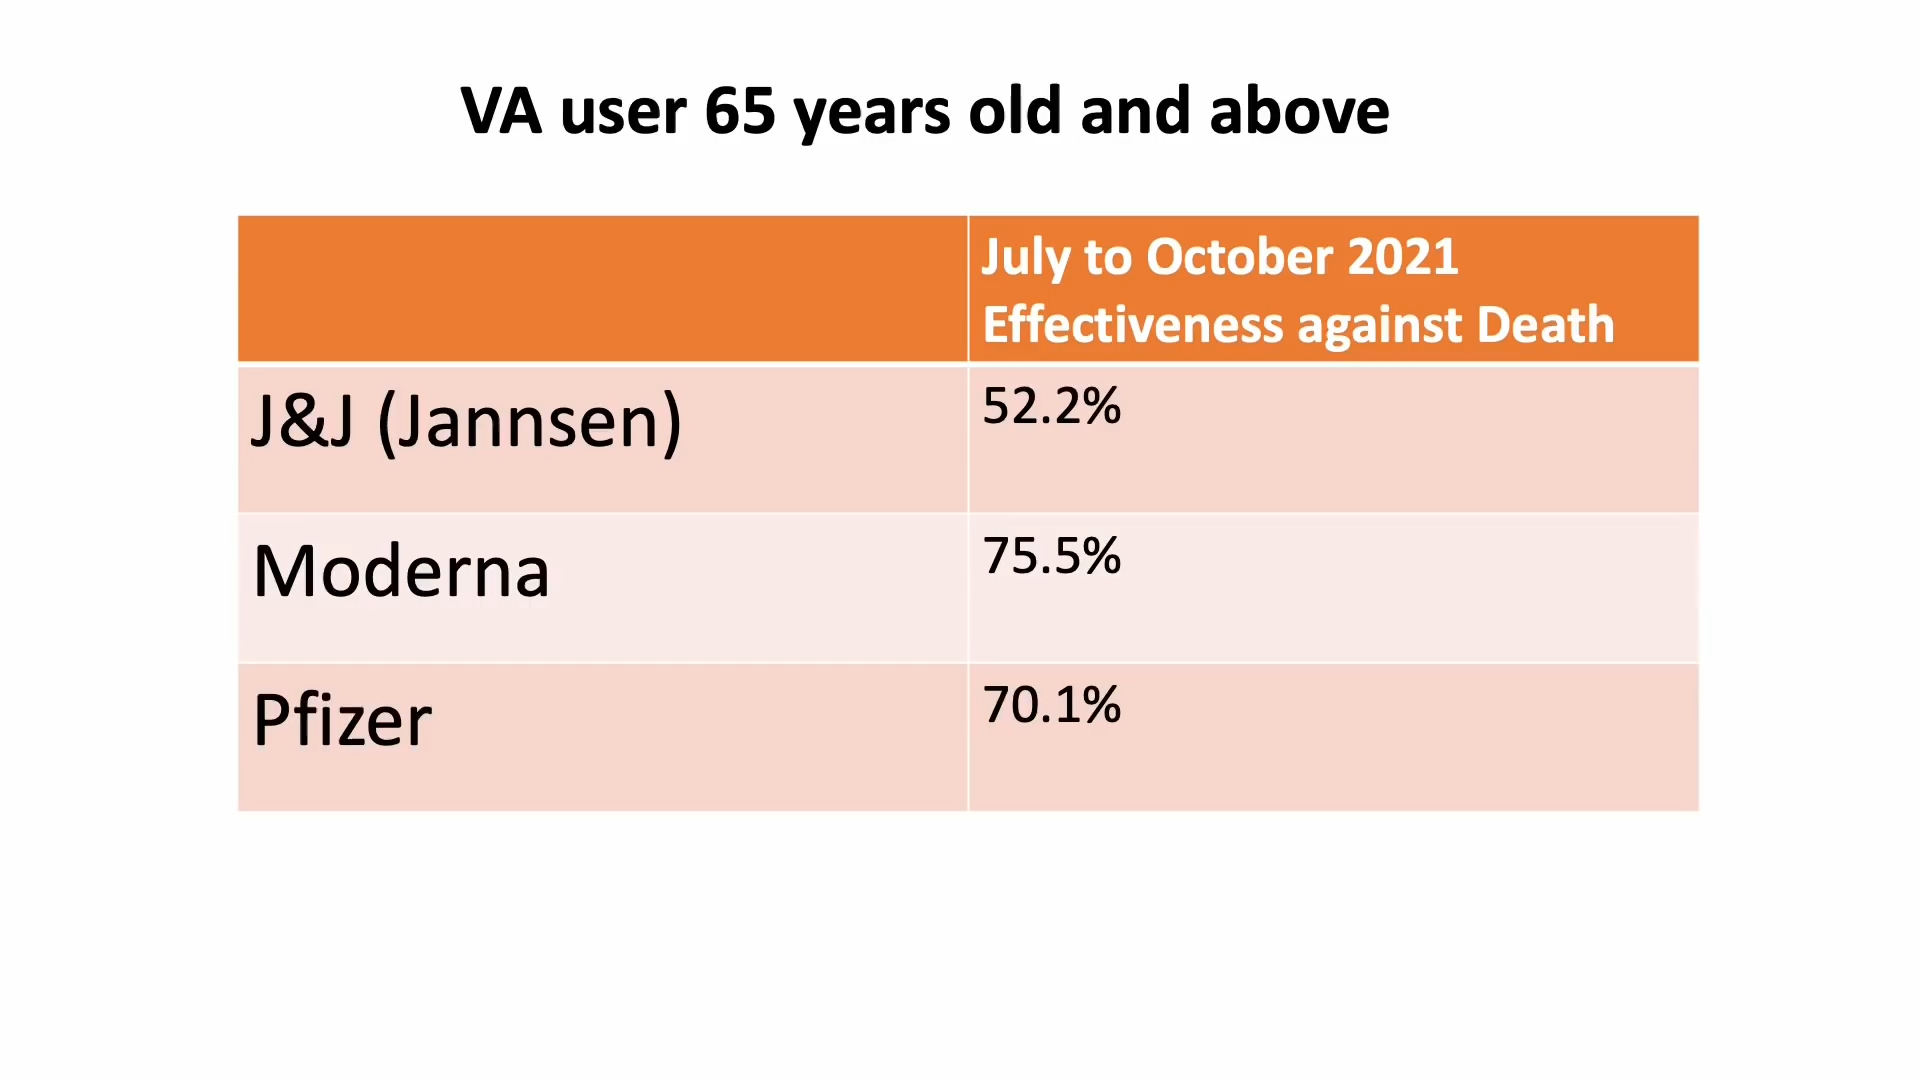 VA user 65 years old and above
July to October 2021
Effectiveness against Death
J&J (Jannsen)
52.2%
Moderna
75.5%
Pfizer
70.1%